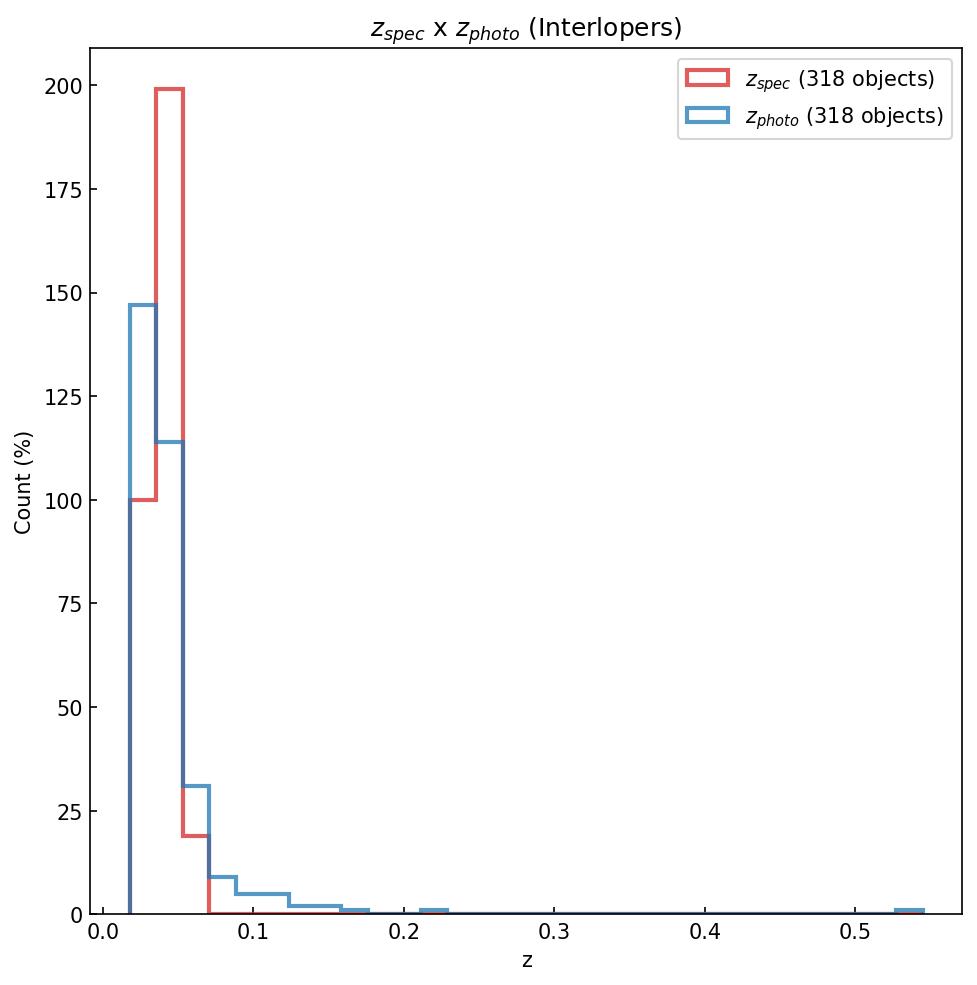 z_spec x z_photo (Interlopers)
z_spec (318 objects)
z_photo (318 objects)
Count (%)
200
175
150
125
100
75
50
25
0
0.0 0.1 0.2 0.3 0.4 0.5
z